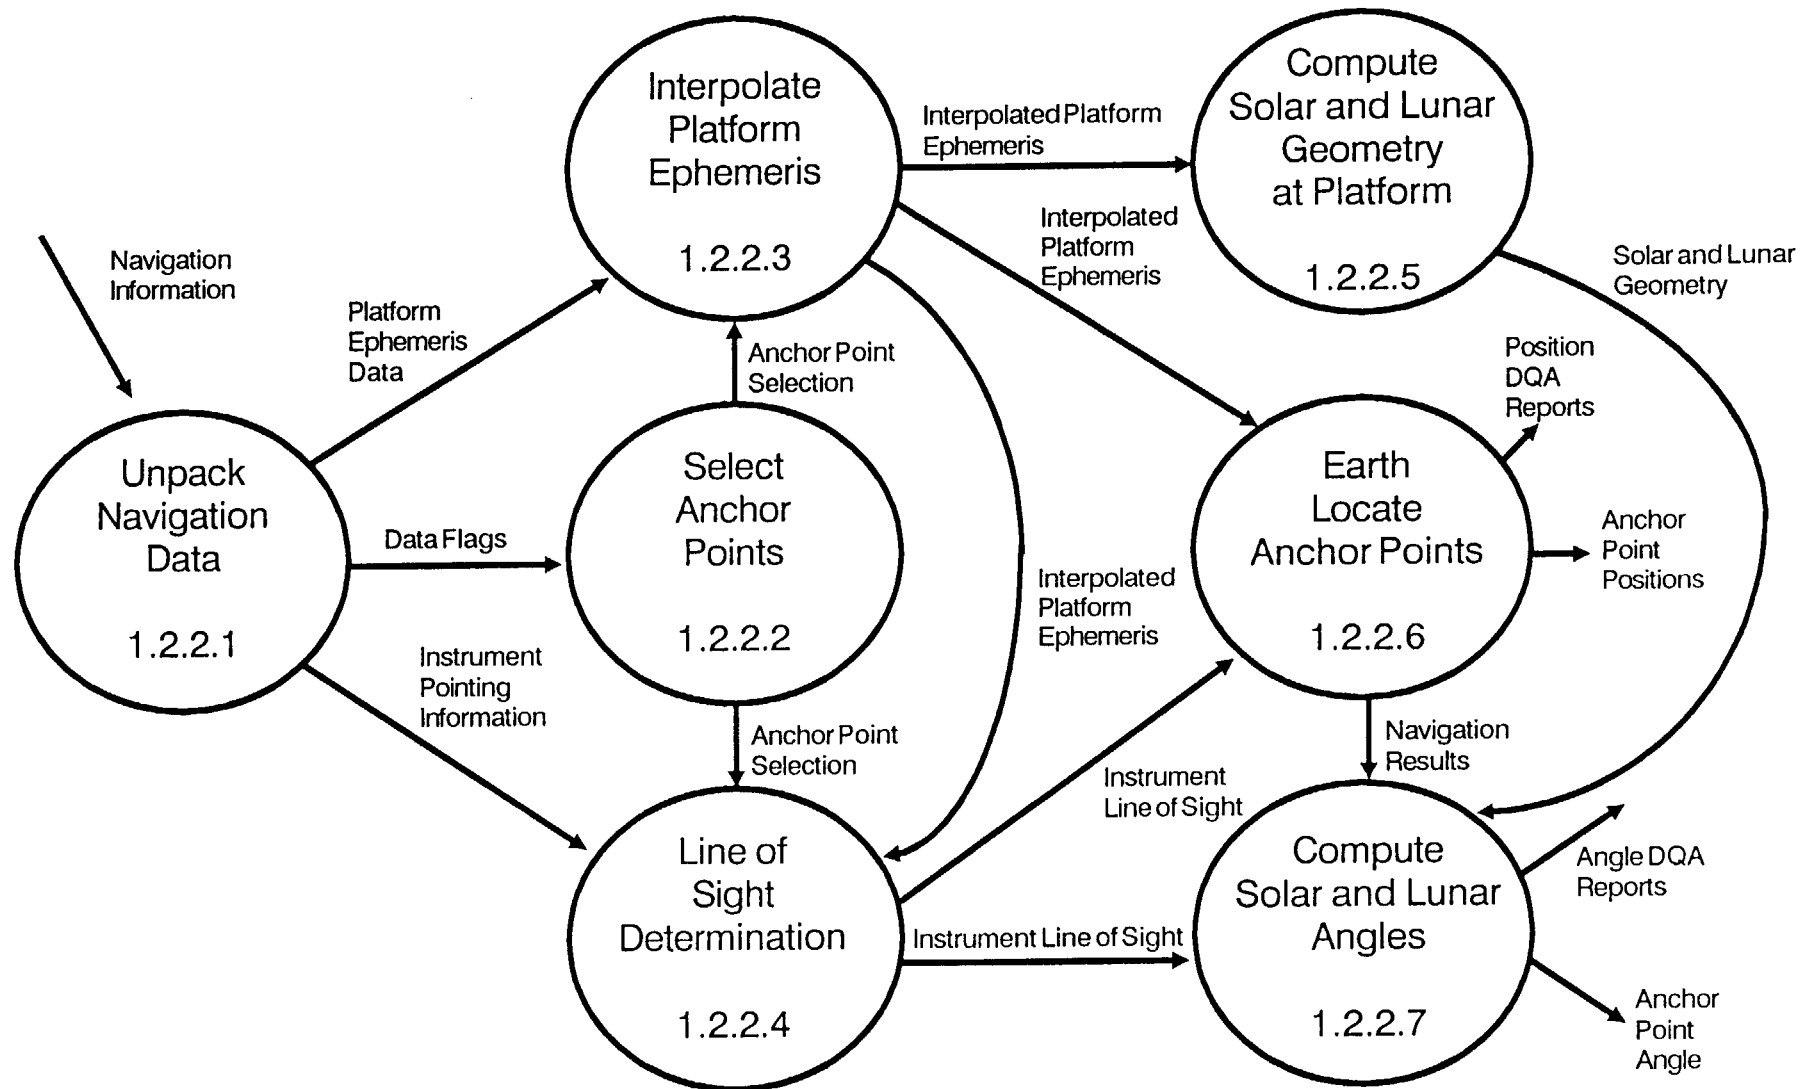 Interpolate
Platform
Ephemeris
1.2.2.3
Compute
Solar and Lunar
Geometry
at Platform
1.2.2.5
Interpolated Platform
Ephemeris
Navigation
Information
Platform
Ephemeris
Data
Interpolated
Platform
Ephemeris
Solar and Lunar
Geometry
Anchor Point
Selection
Position
DQA
Reports
Unpack
Navigation
Data
1.2.2.1
Data Flags
Select
Anchor
Points
1.2.2.2
Earth
Locate
Anchor Points
1.2.2.6
Anchor
Point
Positions
Interpolated
Platform
Ephemeris
Instrument
Pointing
Information
Anchor Point
Selection
Navigation
Results
Instrument
Line of Sight
Line of
Sight
Determination
1.2.2.4
Instrument Line of Sight
Compute
Solar and Lunar
Angles
1.2.2.7
Angle DQA
Reports
Anchor
Point
Angle